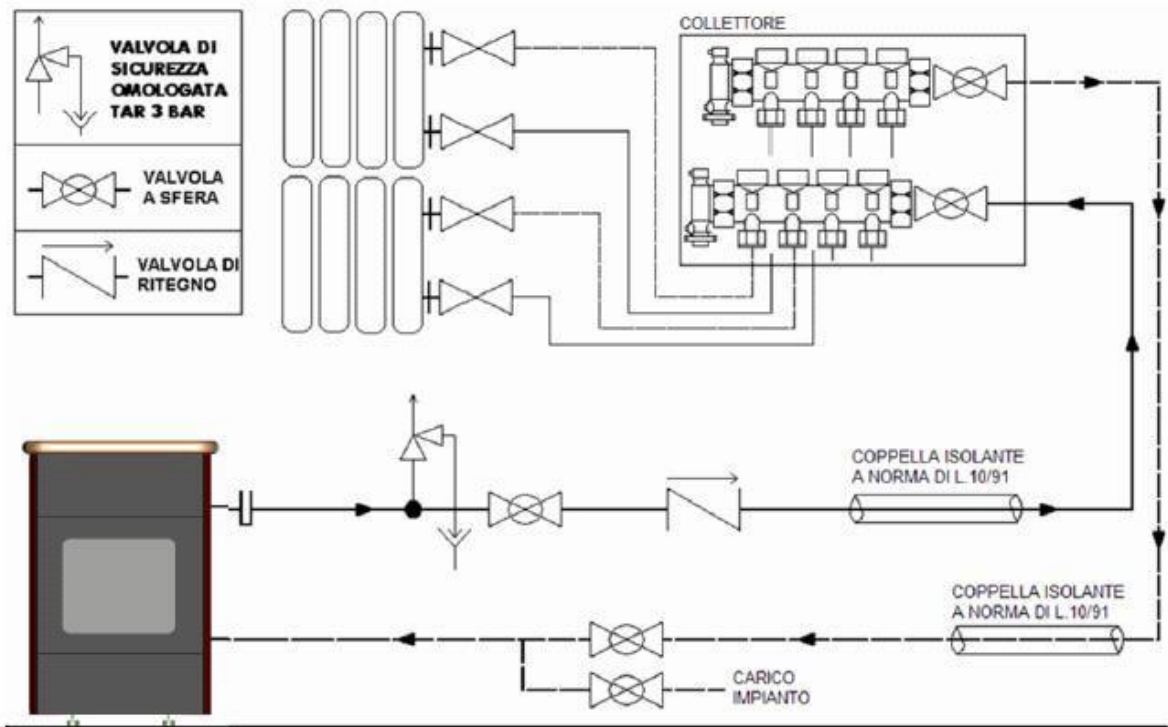 VALVOLA DI
SICUREZZA
OMOLOGATA
TAR 3 BAR
VALVOLA
A SFERA
VALVOLA DI
RITEGNO
COLLETTORE
COPPELLA ISOLANTE
A NORMA DI L.10/91
COPPELLA ISOLANTE
A NORMA DI L.10/91
CARICO
IMPIANTO